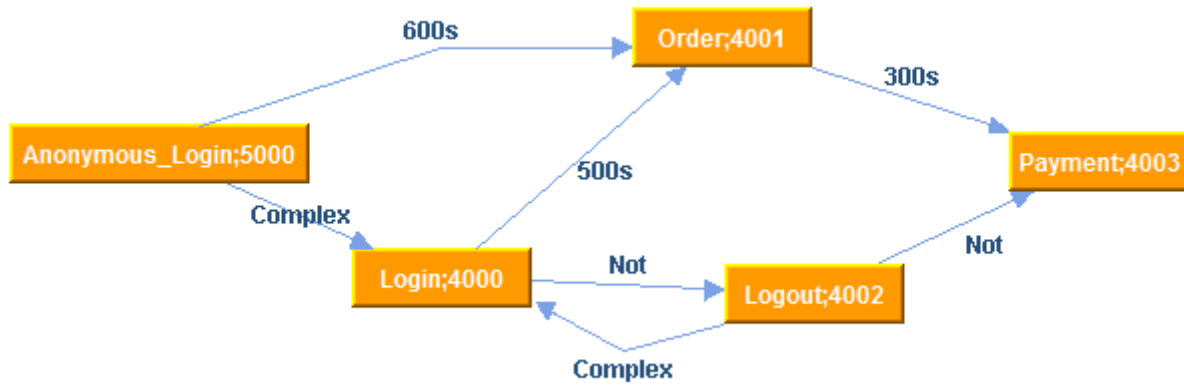 600s
Order;4001
300s
Anonymous_Login;5000
Payment;4003
500s
Complex
Not
Login;4000
Not
Logout;4002
Complex